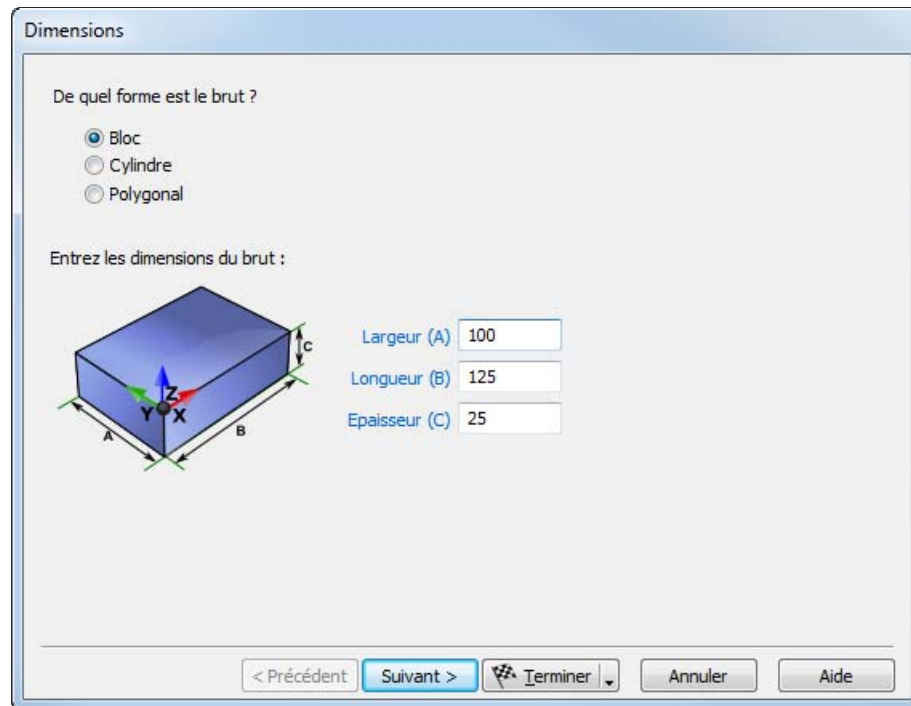 Dimensions
De quel forme est le brut ?
Bloc
Cylindre
Polygonal
Entrez les dimensions du brut :
Largeur (A) 100
Longueur (B) 125
Epaisseur (C) 25
C
Z
Y X
A
B
< Précédent Suivant > Terminer Annuler Aide